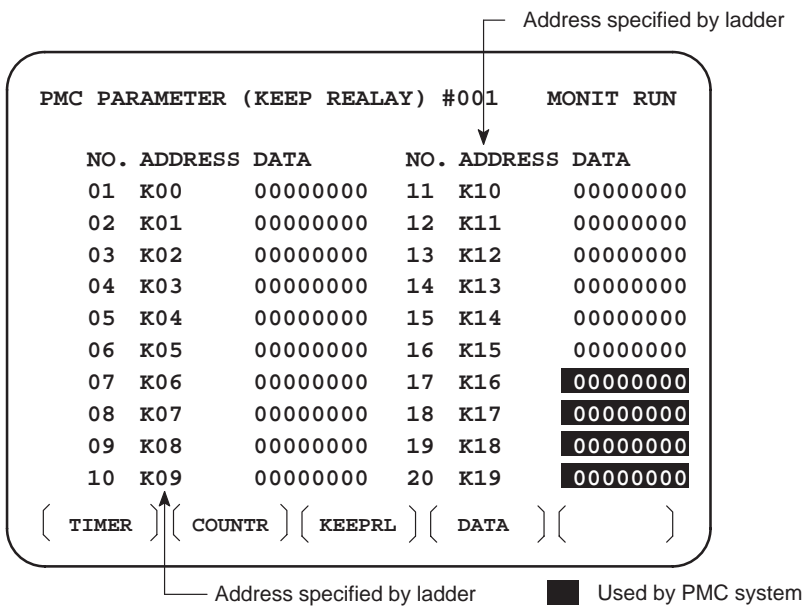 Address specified by ladder
PMC PARAMETER (KEEP REALAY) #001 MONIT RUN
NO. ADDRESS DATA NO. ADDRESS DATA
01 K00 00000000 11 K10 00000000
02 K01 00000000 12 K11 00000000
03 K02 00000000 13 K12 00000000
04 K03 00000000 14 K13 00000000
05 K04 00000000 15 K14 00000000
06 K05 00000000 16 K15 00000000
07 K06 00000000 17 K16 00000000
08 K07 00000000 18 K17 00000000
09 K08 00000000 19 K18 00000000
10 K09 00000000 20 K19 00000000
TIMER COUNTR KEEPRL DATA
Address specified by ladder Used by PMC system